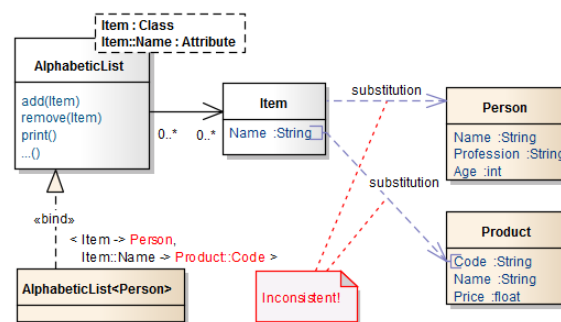 Item : Class
Item::Name : Attribute
AlphabeticList
add(Item)
remove(Item)
print()
...()
0..*
0..*
Item
Name :String
substitution
substitution
Person
Name :String
Profession :String
Age :int
Product
Code :String
Name :String
Price :float
«bind»
< Item -> Person,
Item::Name -> Product::Code >
AlphabeticList<Person>
Inconsistent!